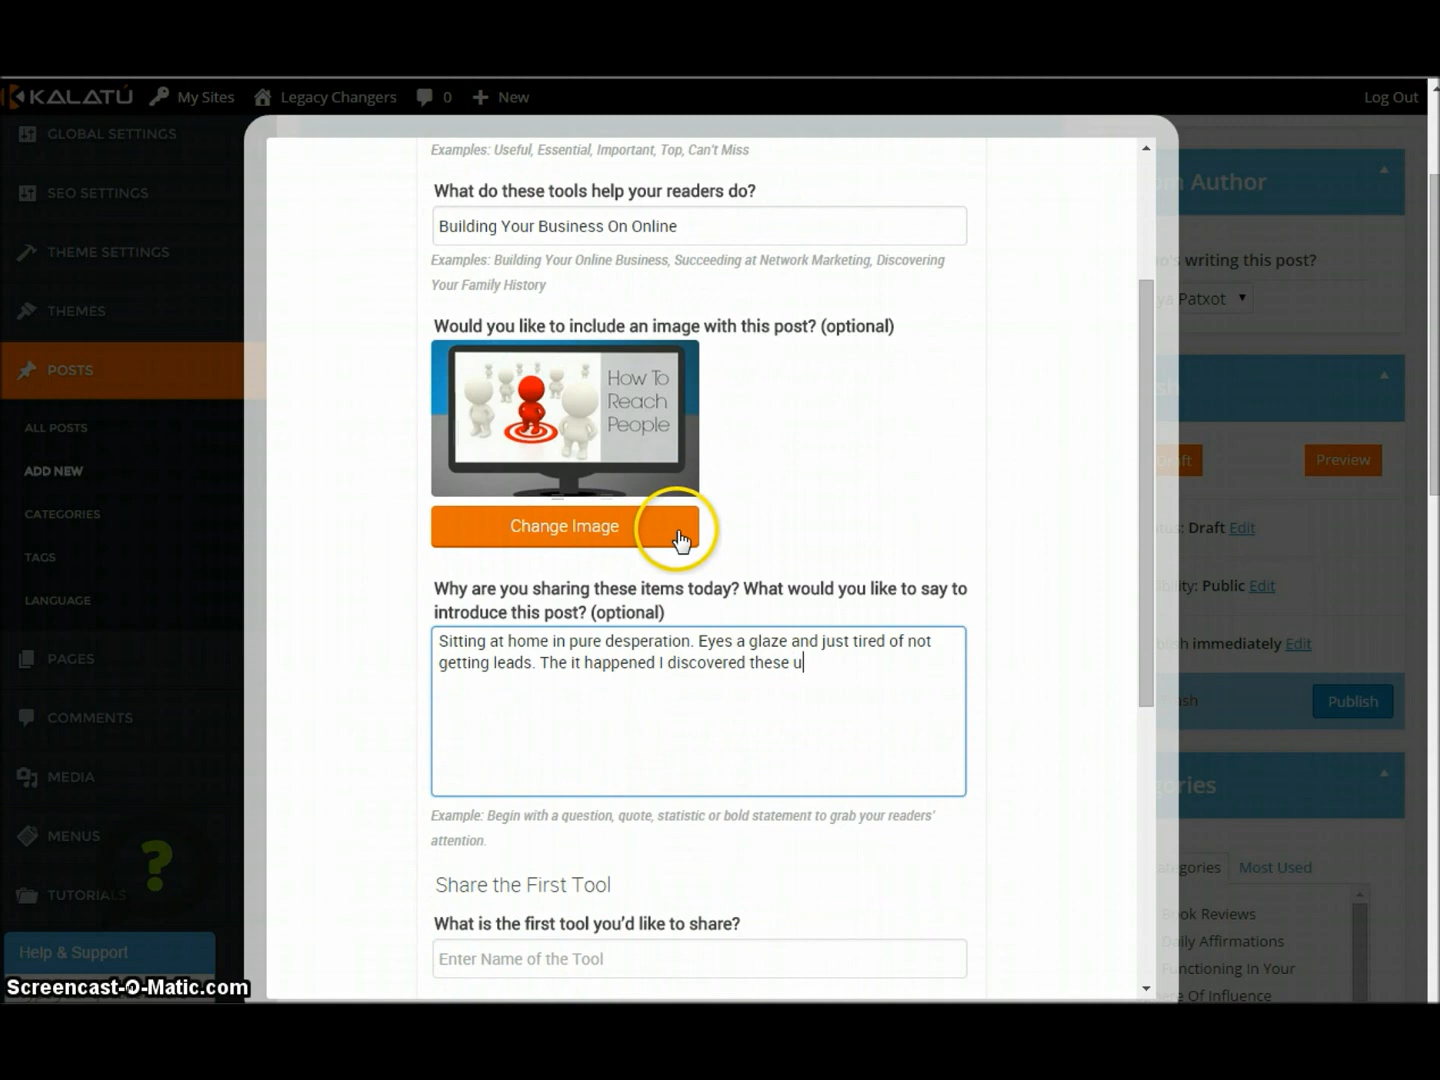 KALATÚ My Sites Legacy Changers 0 New Log Out
GLOBAL SETTINGS
SEO SETTINGS
THEME SETTINGS
THEMES
POSTS
ALL POSTS
ADD NEW
CATEGORIES
TAGS
LANGUAGE
PAGES
COMMENTS
MEDIA
MENUS
TUTORIALS
?
Help & Support
Screencast-O-Matic.com
Examples: Useful, Essential, Important, Top, Can't Miss
What do these tools help your readers do?
Building Your Business On Online
Examples: Building Your Online Business, Succeeding at Network Marketing, Discovering
Your Family History
Would you like to include an image with this post? (optional)
How To
Reach
People
Change Image
Why are you sharing these items today? What would you like to say to
introduce this post? (optional)
Sitting at home in pure desperation. Eyes a glaze and just tired of not
getting leads. The it happened I discovered these u
Example: Begin with a question, quote, statistic or bold statement to grab your readers'
attention.
Share the First Tool
What is the first tool you'd like to share?
Enter Name of the Tool
Author
writing this post?
Patxot
Preview
Draft Edit
Public Edit
immediately Edit
Publish
Most Used
Book Reviews
Daily Affirmations
Functioning In Your
Of Influence